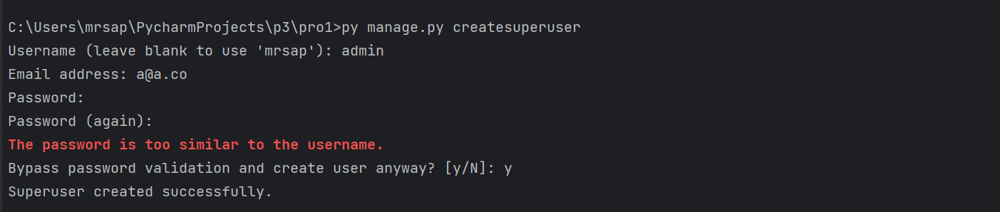 C:\Users\mrsap\PycharmProjects\p3\pro1>py manage.py createsuperuser
Username (leave blank to use 'mrsap'): admin
Email address: a@a.co
Password:
Password (again):
The password is too similar to the username.
Bypass password validation and create user anyway? [y/N]: y
Superuser created successfully.